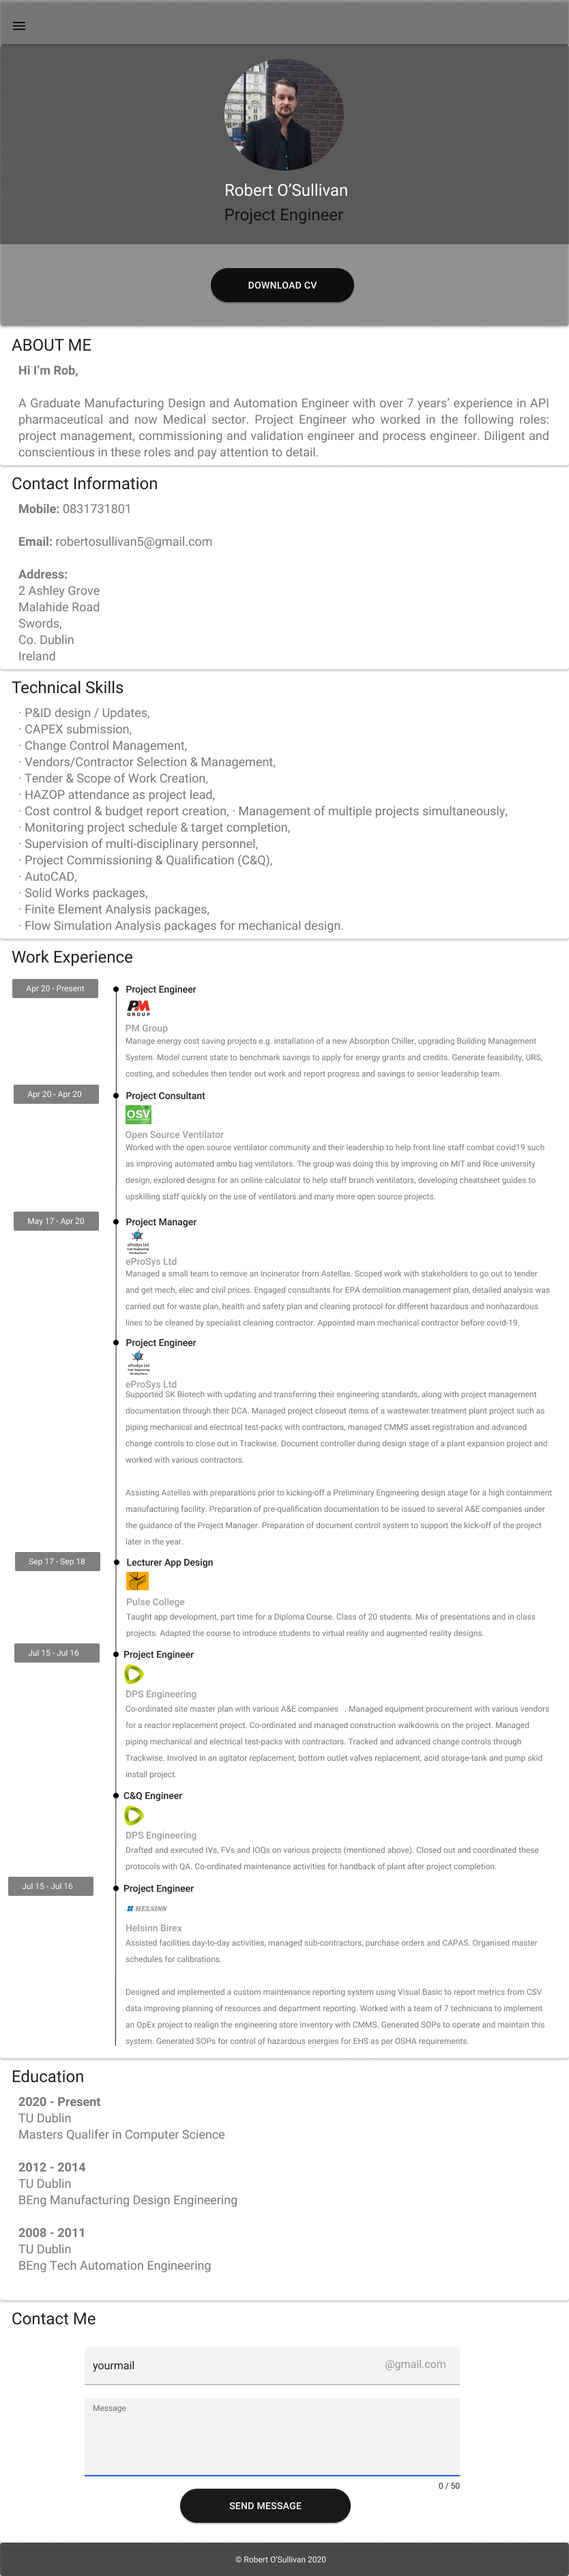 Robert O’Sullivan
Project Engineer
DOWNLOAD CV
ABOUT ME
Hi I’m Rob,
A Graduate Manufacturing Design and Automation Engineer with over 7 years’ experience in API
pharmaceutical and now Medical sector. Project Engineer who worked in the following roles:
project management, commissioning and validation engineer and process engineer. Diligent and
conscientious in these roles and pay attention to detail.
Contact Information
Mobile: 0831731801
Email: robertosullivan5@gmail.com
Address:
2 Ashley Grove
Malahide Road
Swords,
Co. Dublin
Ireland
Technical Skills
· P&ID design / Updates,
· CAPEX submission,
· Change Control Management,
· Vendors/Contractor Selection & Management,
· Tender & Scope of Work Creation,
· HAZOP attendance as project lead,
· Cost control & budget report creation, · Management of multiple projects simultaneously,
· Monitoring project schedule & target completion,
· Supervision of multi-disciplinary personnel,
· Project Commissioning & Qualification (C&Q),
· AutoCAD,
· Solid Works packages,
· Finite Element Analysis packages,
· Flow Simulation Analysis packages for mechanical design.
Work Experience
Apr 20 - Present
Project Engineer
PM
GROUP
PM Group
Manage energy cost saving projects e.g. installation of a new Absorption Chiller, upgrading Building Management
System. Model current state to benchmark savings to apply for energy grants and credits. Generate feasibility, URS,
costing, and schedules then tender out work and report progress and savings to senior leadership team.
Apr 20 - Apr 20
Project Consultant
OSV
Open Source Ventilator
Worked with the open source ventilator community and their leadership to help front line staff combat covid19 such
as improving automated ambu bag ventilators. The group was doing this by improving on MIT and Rice university
design, explored designs for an online calculator to help staff branch ventilators, developing cheatsheet guides to
upskilling staff quickly on the use of ventilators and many more open source projects.
May 17 - Apr 20
Project Manager
eProSys Ltd
eProSys Ltd
Managed a small team to remove an Incinerator from Astellas. Scoped work with stakeholders to go out to tender
and get mech, elec and civil prices. Engaged consultants for EPA demolition management plan, detailed analysis was
carried out for waste plan, health and safety plan and cleaning protocol for different hazardous and nonhazardous
lines to be cleaned by specialist cleaning contractor. Appointed main mechanical contractor before covid-19.
Project Engineer
eProSys Ltd
eProSys Ltd
Supported SK Biotech with updating and transferring their engineering standards, along with project management
documentation through their DCA. Managed project closeout items of a wastewater treatment plant project such as
piping mechanical and electrical test-packs with contractors, managed CMMS asset registration and advanced
change controls to close out in Trackwise. Document controller during design stage of a plant expansion project and
worked with various contractors.
Assisting Astellas with preparations prior to kicking-off a Preliminary Engineering design stage for a high containment
manufacturing facility. Preparation of pre-qualification documentation to be issued to several A&E companies under
the guidance of the Project Manager. Preparation of document control system to support the kick-off of the project
later in the year.
Sep 17 - Sep 18
Lecturer App Design
Pulse College
Taught app development, part time for a Diploma Course. Class of 20 students. Mix of presentations and in class
projects. Adapted the course to introduce students to virtual reality and augmented reality designs.
Jul 15 - Jul 16
Project Engineer
DPS Engineering
Co-ordinated site master plan with various A&E companies . Managed equipment procurement with various vendors
for a reactor replacement project. Co-ordinated and managed construction walkdowns on the project. Managed
piping mechanical and electrical test-packs with contractors. Tracked and advanced change controls through
Trackwise. Involved in an agitator replacement, bottom outlet valves replacement, acid storage-tank and pump skid
install project.
C&Q Engineer
DPS Engineering
Drafted and executed IVs, FVs and IOQs on various projects (mentioned above). Closed out and coordinated these
protocols with QA. Co-ordinated maintenance activities for handback of plant after project completion.
Jul 15 - Jul 16
Project Engineer
HELSINN
Helsinn Birex
Assisted facilities day-to-day activities, managed sub-contractors, purchase orders and CAPAS. Organised master
schedules for calibrations.
Designed and implemented a custom maintenance reporting system using Visual Basic to report metrics from CSV
data improving planning of resources and department reporting. Worked with a team of 7 technicians to implement
an OpEx project to realign the engineering store inventory with CMMS. Generated SOPs to operate and maintain this
system. Generated SOPs for control of hazardous energies for EHS as per OSHA requirements.
Education
2020 - Present
TU Dublin
Masters Qualifer in Computer Science
2012 - 2014
TU Dublin
BEng Manufacturing Design Engineering
2008 - 2011
TU Dublin
BEng Tech Automation Engineering
Contact Me
yourmail @gmail.com
Message
0 / 50
SEND MESSAGE
© Robert O’Sullivan 2020